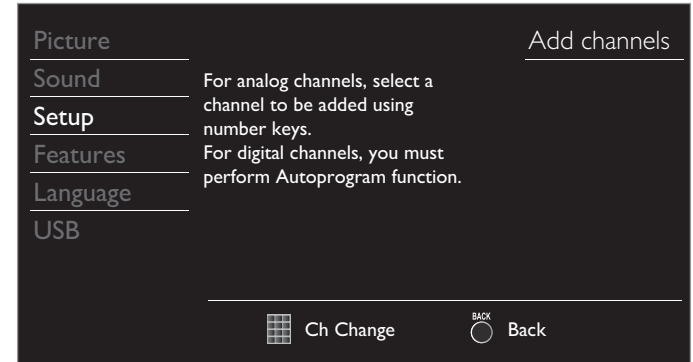 Picture
Sound
Setup
Features
Language
USB
Add channels
For analog channels, select a
channel to be added using
number keys.
For digital channels, you must
perform Autoprogram function.
Ch Change
BACK
Back